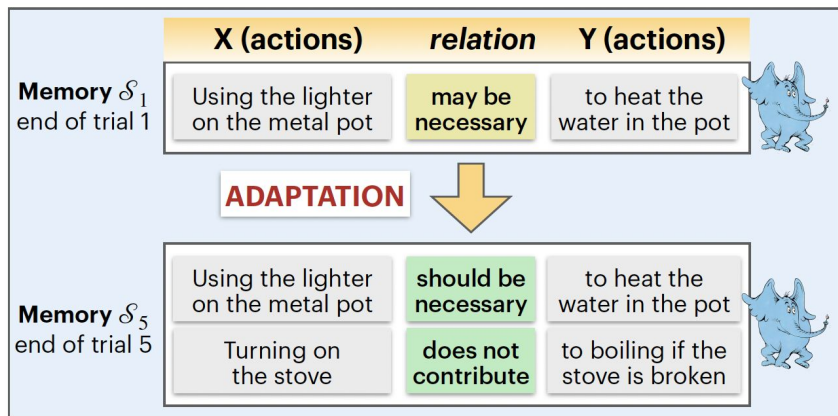 X (actions) relation Y (actions)
Memory 𝒮₁
end of trial 1
Using the lighter
on the metal pot
may be
necessary
to heat the
water in the pot
ADAPTATION
Memory 𝒮₅
end of trial 5
Using the lighter
on the metal pot
should be
necessary
to heat the
water in the pot
Turning on
the stove
does not
contribute
to boiling if the
stove is broken